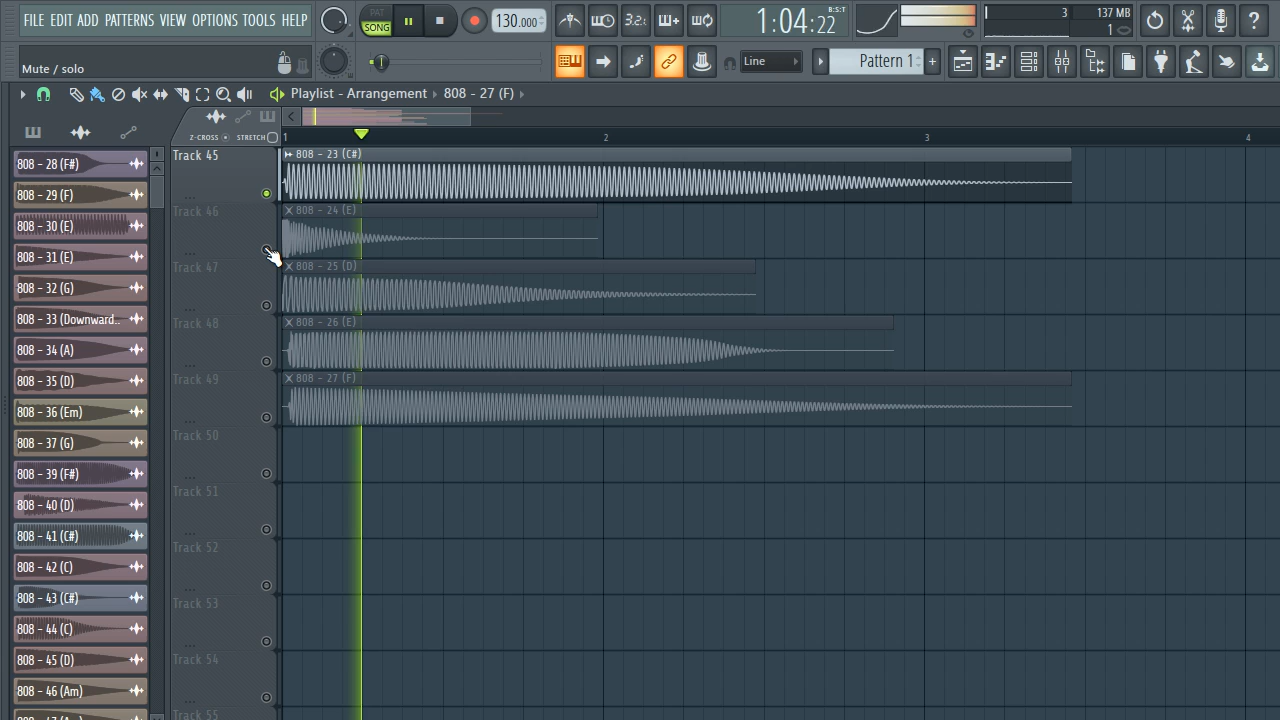 FILE EDIT ADD PATTERNS VIEW OPTIONS TOOLS HELP
PAT
SONG
130.000
3.2.
1:04:22
B:S:T
3
137 MB
1
Mute / solo
Line
Pattern 1
Playlist - Arrangement 808 - 27 (F)
Z-CROSS STRETCH
1 2 3 4
808 - 28 (F#)
808 - 29 (F)
808 - 30 (E)
808 - 31 (E)
808 - 32 (G)
808 - 33 (Downward..
808 - 34 (A)
808 - 35 (D)
808 - 36 (Em)
808 - 37 (G)
808 - 39 (F#)
808 - 40 (D)
808 - 41 (C#)
808 - 42 (C)
808 - 43 (C#)
808 - 44 (C)
808 - 45 (D)
808 - 46 (Am)
Track 45
808 - 23 (C#)
Track 46
808 - 24 (E)
Track 47
808 - 25 (D)
Track 48
808 - 26 (E)
Track 49
808 - 27 (F)
Track 50
Track 51
Track 52
Track 53
Track 54
Track 55